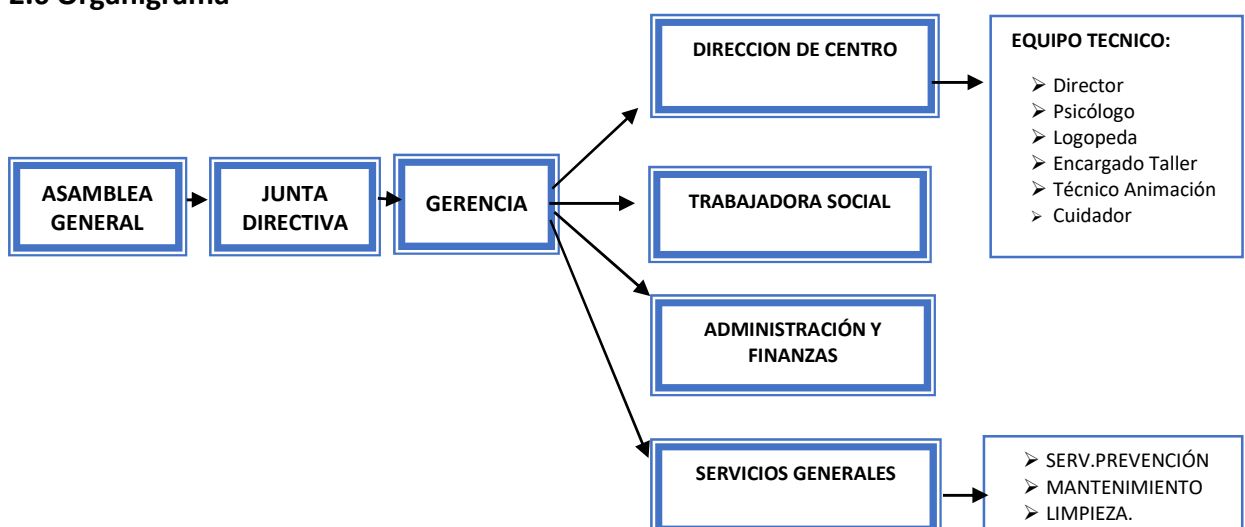 ASAMBLEA
GENERAL
JUNTA
DIRECTIVA
GERENCIA
DIRECCION DE CENTRO
EQUIPO TECNICO:
Director
Psicólogo
Logopeda
Encargado Taller
Técnico Animación
Cuidador
TRABAJADORA SOCIAL
ADMINISTRACIÓN Y
FINANZAS
SERVICIOS GENERALES
SERV.PREVENCIÓN
MANTENIMIENTO
LIMPIEZA.